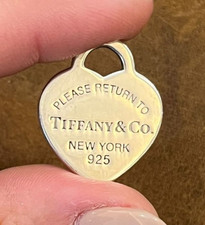 PLEASE RETURN TO
TIFFANY & CO.
NEW YORK
925